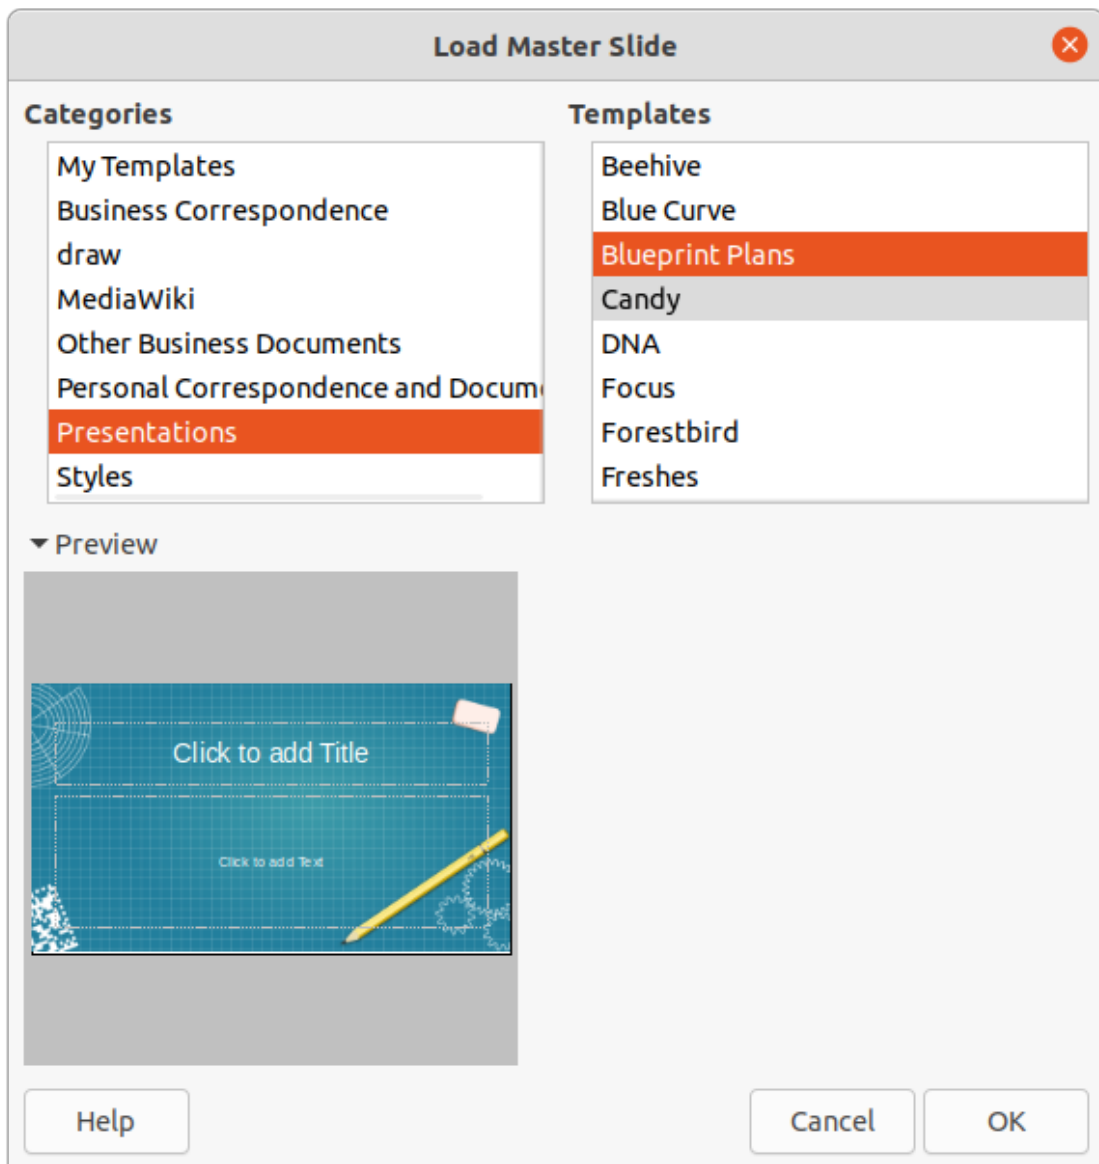 Load Master Slide
Categories
My Templates
Business Correspondence
draw
MediaWiki
Other Business Documents
Personal Correspondence and Docum
Presentations
Styles
Templates
Beehive
Blue Curve
Blueprint Plans
Candy
DNA
Focus
Forestbird
Freshes
Preview
Click to add Title
Click to add Text
Help
Cancel
OK